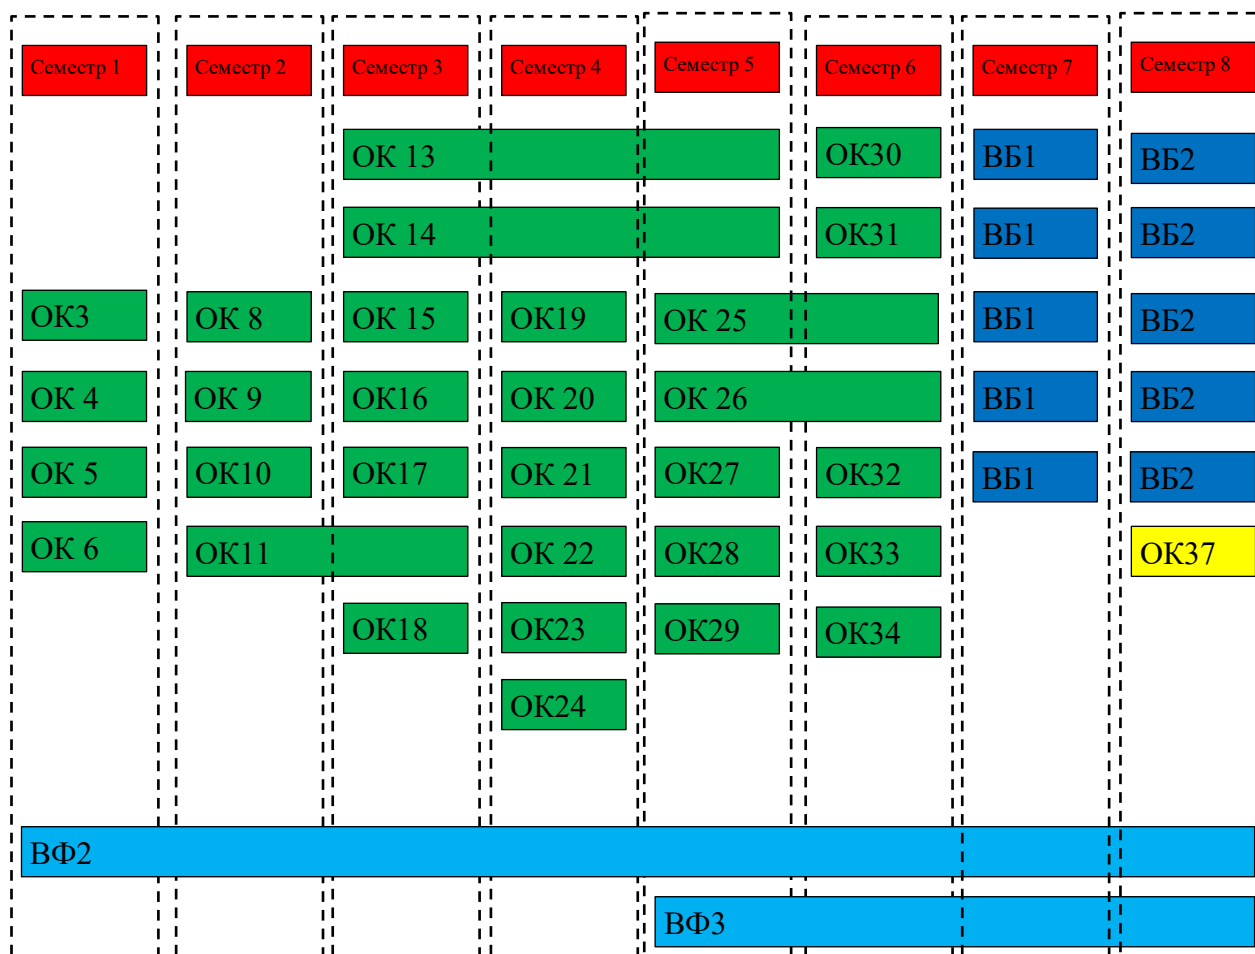 Семестр 1
Семестр 2
Семестр 3
Семестр 4
Семестр 5
Семестр 6
Семестр 7
Семестр 8
ОК 13
ОК30
ВБ1
ВБ2
ОК 14
ОК31
ВБ1
ВБ2
ОК3
ОК 8
ОК 15
ОК19
ОК 25
ВБ1
ВБ2
ОК 4
ОК 9
ОК16
ОК 20
ОК 26
ВБ1
ВБ2
ОК 5
ОК10
ОК17
ОК 21
ОК27
ОК32
ВБ1
ВБ2
ОК 6
ОК11
ОК 22
ОК28
ОК33
ОК37
ОК18
ОК23
ОК29
ОК34
ОК24
ВФ2
ВФ3